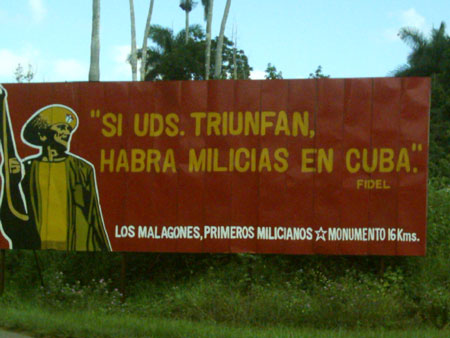 "SI UDS. TRIUNFAN,
HABRA MILICIAS EN CUBA".
FIDEL
LOS MALAGONES, PRIMEROS MILICIANOS ☆ MONUMENTO 16 Kms.